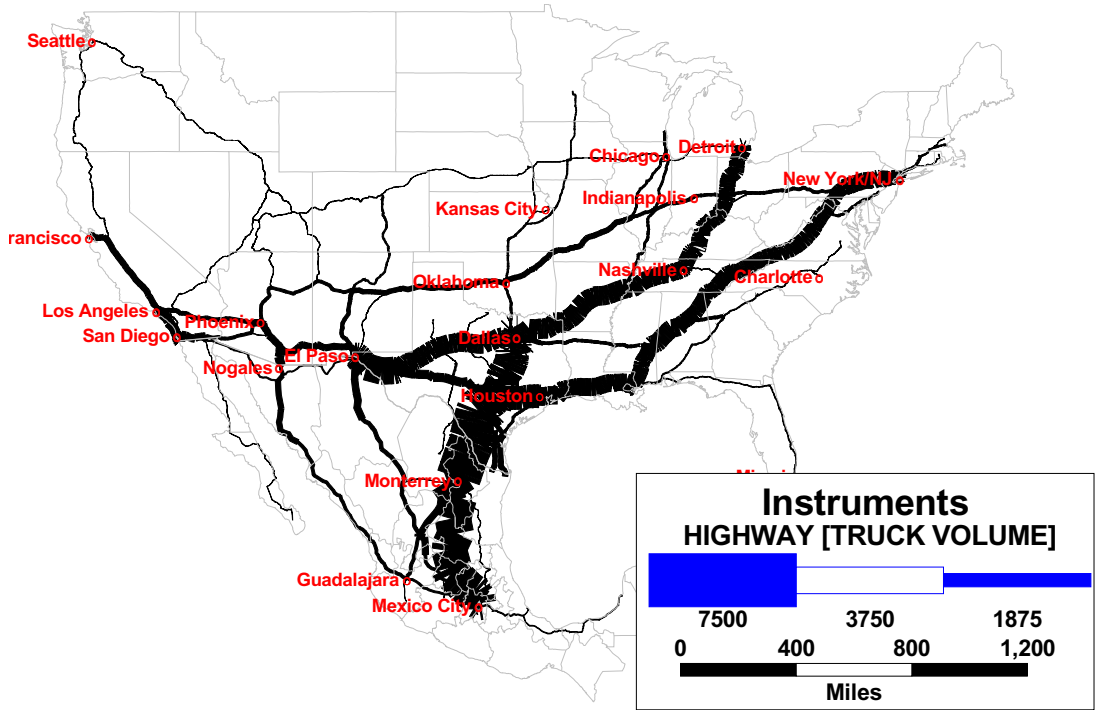 Seattle
Detroit
Chicago
New York/NJ
Indianapolis
Kansas City
rancisco
Nashville
Charlotte
Oklahoma
Los Angeles
Phoenix
San Diego
Dallas
El Paso
Nogales
Houston
Monterrey
Guadalajara
Mexico City
Instruments
HIGHWAY [TRUCK VOLUME]
7500 3750 1875
0 400 800 1,200
Miles